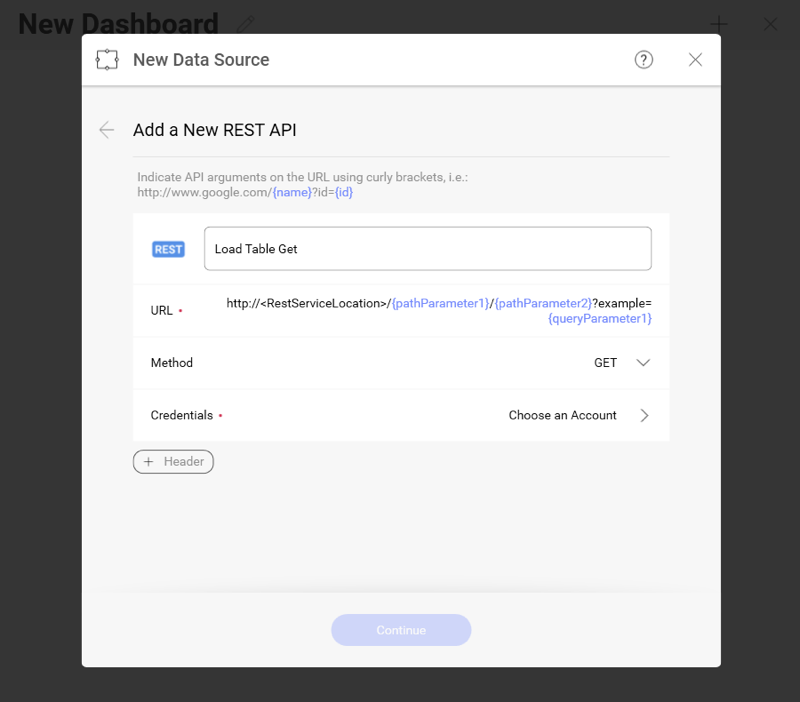 New Dashboard
New Data Source
Add a New REST API
Indicate API arguments on the URL using curly brackets, i.e.:
http://www.google.com/{name}?id={id}
REST Load Table Get
URL • http://<RestServiceLocation>/{pathParameter1}/{pathParameter2}?example=
{queryParameter1}
Method GET
Credentials • Choose an Account
+ Header
Continue